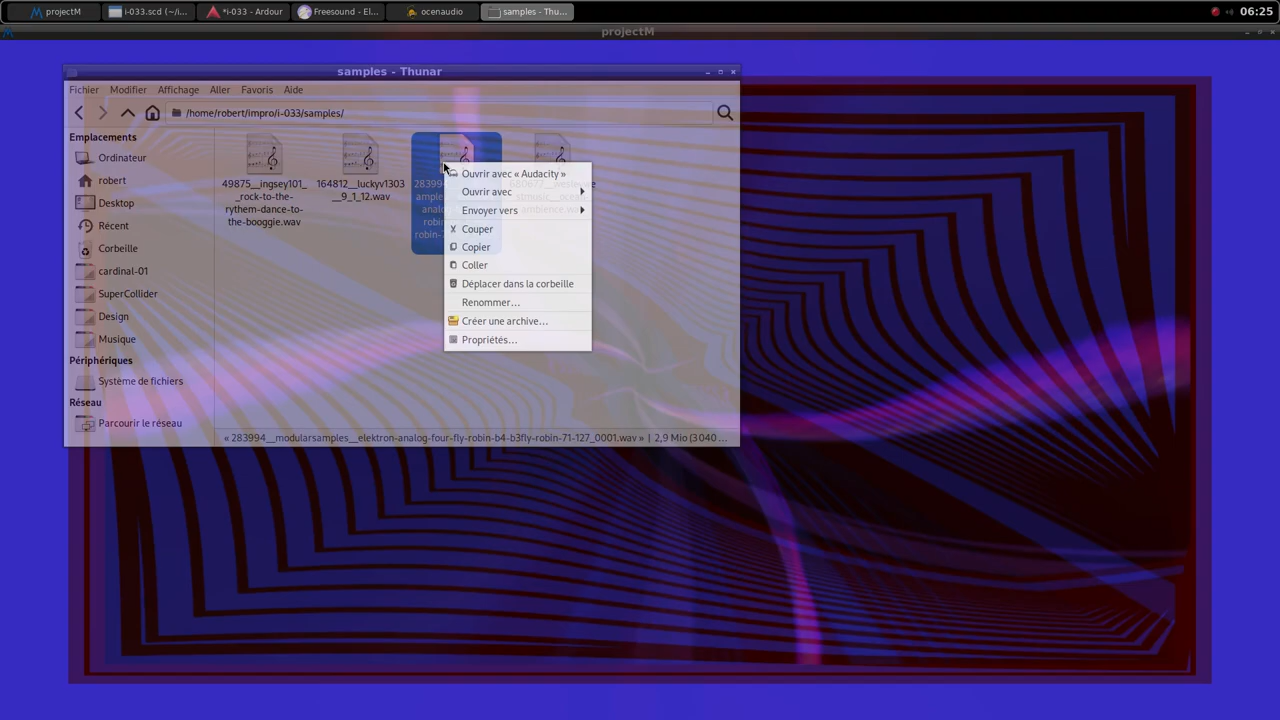 projectM
i-033.scd (~/i...
*i-033 - Ardour
Freesound - El...
ocenaudio
samples - Thu...
06:25
projectM
samples - Thunar
Fichier Modifier Affichage Aller Favoris Aide
/home/robert/impro/i-033/samples/
Emplacements
Ordinateur
robert
Desktop
Récent
Corbeille
cardinal-01
SuperCollider
Design
Musique
Périphériques
Système de fichiers
Réseau
Parcourir le réseau
49875__ingsey101_
_rock-to-the-
rythem-dance-to-
the-booggie.wav
164812__luckyv1303
__9_1_12.wav
Ouvrir avec « Audacity »
Ouvrir avec
Envoyer vers
Couper
Copier
Coller
Déplacer dans la corbeille
Renommer…
Créer une archive…
Propriétés…
« 283994__modularsamples__elektron-analog-four-fly-robin-b4-b3fly-robin-71-127_0001.wav » | 2,9 Mio (3 040 …